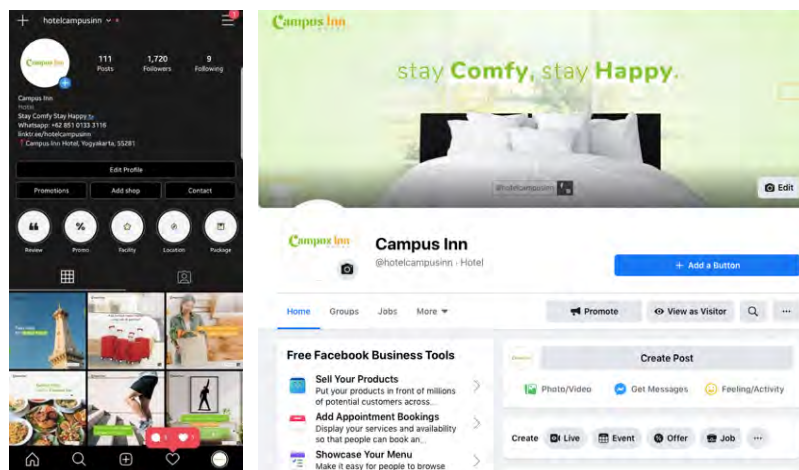 hotelcampusinn
1
Campus Inn
111
1,720
9
Posts
Followers
Following
Campus Inn
Hotel
Stay Comfy Stay Happy
Whatsapp: +62 851 0133 3116
linktr.ee/hotelcampusinn
Campus Inn Hotel, Yogyakarta, 55281
Edit Profile
Promotions
Add shop
Contact
Review
Promo
Facility
Location
Package
1
1
Campus Inn
HOTEL
stay Comfy, stay Happy.
@hotelcampusinn
Edit
Campus Inn
HOTEL
Campus Inn
@hotelcampusinn · Hotel
+ Add a Button
Home
Groups
Jobs
More
Promote
View as Visitor
Free Facebook Business Tools
Sell Your Products
Put your products in front of millions
of potential customers across...
Add Appointment Bookings
Display your services and availability
so that people can book an...
Showcase Your Menu
Make it easy for people to browse
Create Post
Photo/Video
Get Messages
Feeling/Activity
Create
Live
Event
Offer
Job